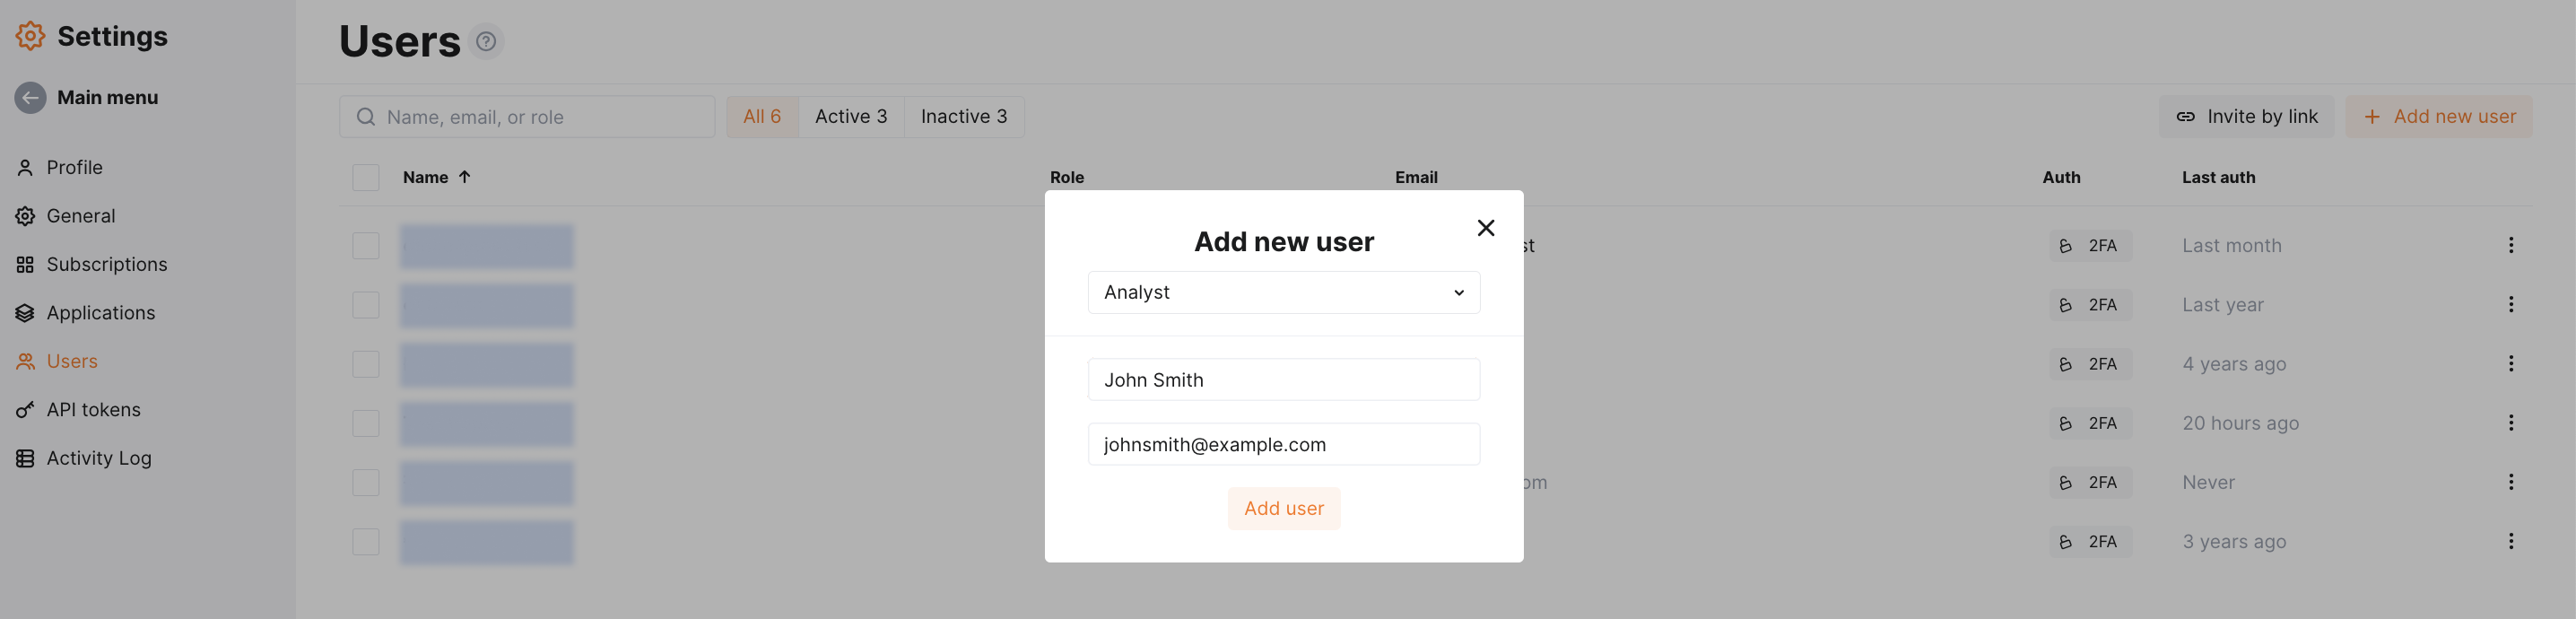 Settings
Main menu
Profile
General
Subscriptions
Applications
Users
API tokens
Activity Log
Users
Name, email, or role
All 6
Active 3
Inactive 3
Invite by link
Add new user
Name Role Email Auth Last auth
2FA Last month
2FA Last year
2FA 4 years ago
2FA 20 hours ago
2FA Never
2FA 3 years ago
Add new user
Analyst
John Smith
johnsmith@example.com
Add user